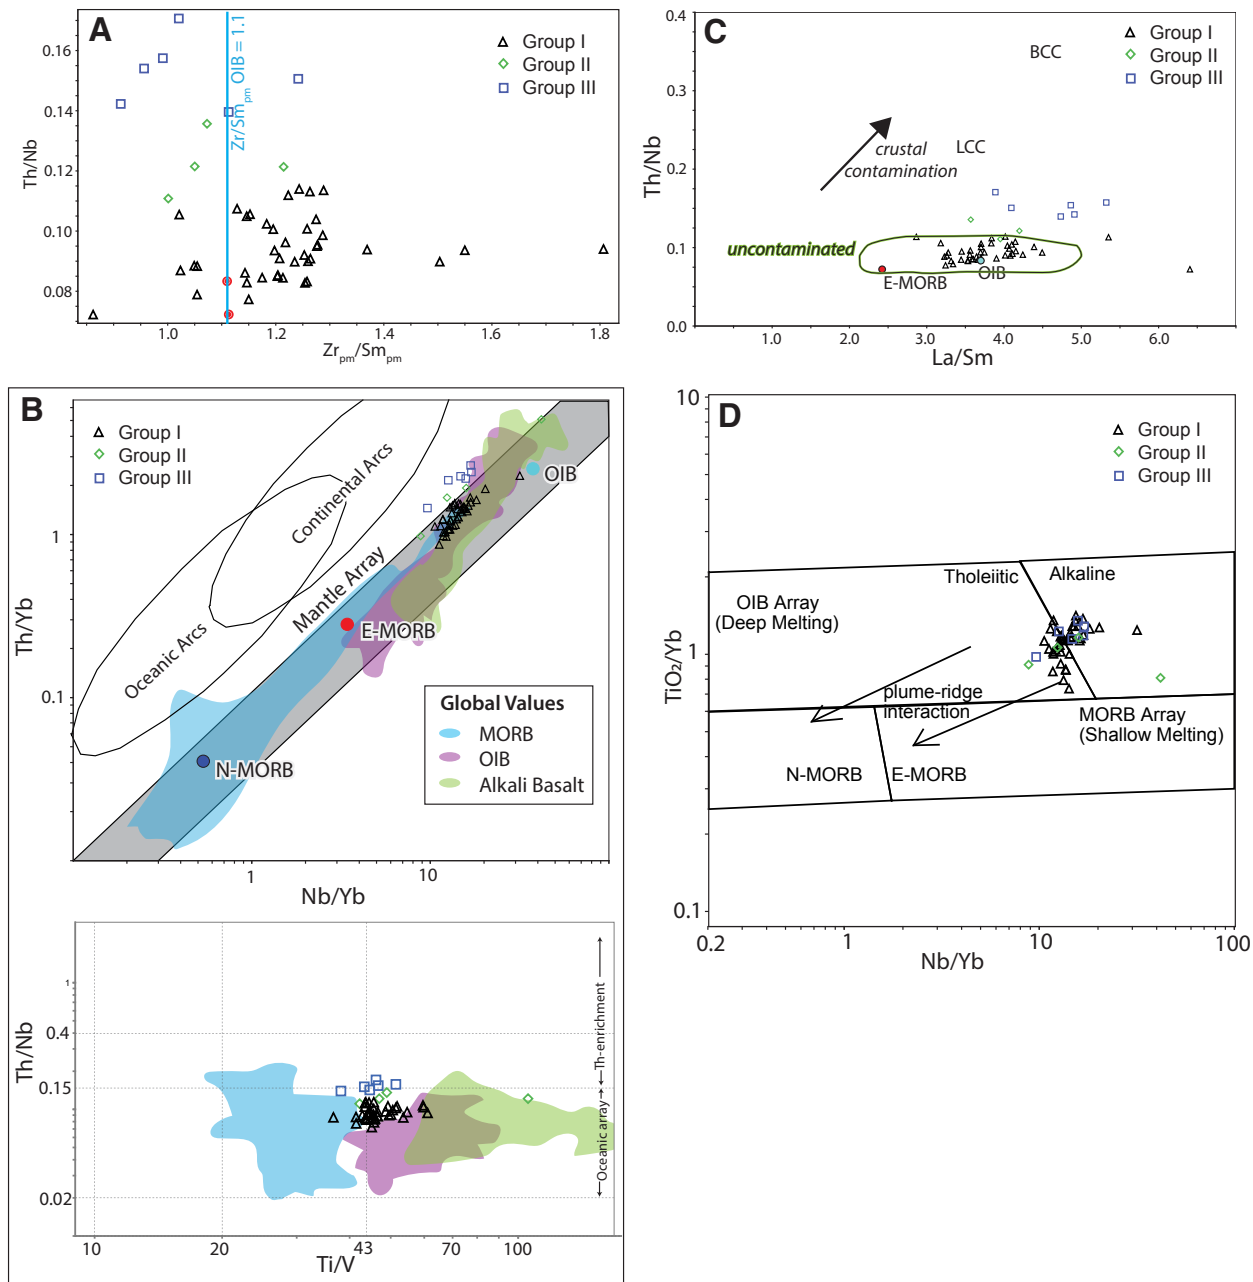 A
Zr/Sm pm OIB = 1.1
Group I
Group II
Group III
0.16
0.14
0.12
0.10
0.08
Th/Nb
1.0
1.2
1.4
1.6
1.8
Zrpm/Smpm
C
0.4
0.3
0.2
0.1
0.0
Th/Nb
BCC
Group I
Group II
Group III
LCC
crustal
contamination
uncontaminated
E-MORB
OIB
1.0
2.0
3.0
4.0
5.0
6.0
La/Sm
B
Group I
Group II
Group III
Continental Arcs
Oceanic Arcs
Mantle Array
OIB
E-MORB
N-MORB
Global Values
MORB
OIB
Alkali Basalt
1
0.1
Th/Yb
1
10
Nb/Yb
1
0.4
0.15
0.02
Th/Nb
Th-enrichment
Oceanic array
10
20
43
70
100
Ti/V
D
10
1
0.1
TiO₂/Yb
Group I
Group II
Group III
Tholeiitic
Alkaline
OIB Array
(Deep Melting)
plume-ridge
interaction
MORB Array
(Shallow Melting)
N-MORB
E-MORB
0.2
1
10
100
Nb/Yb